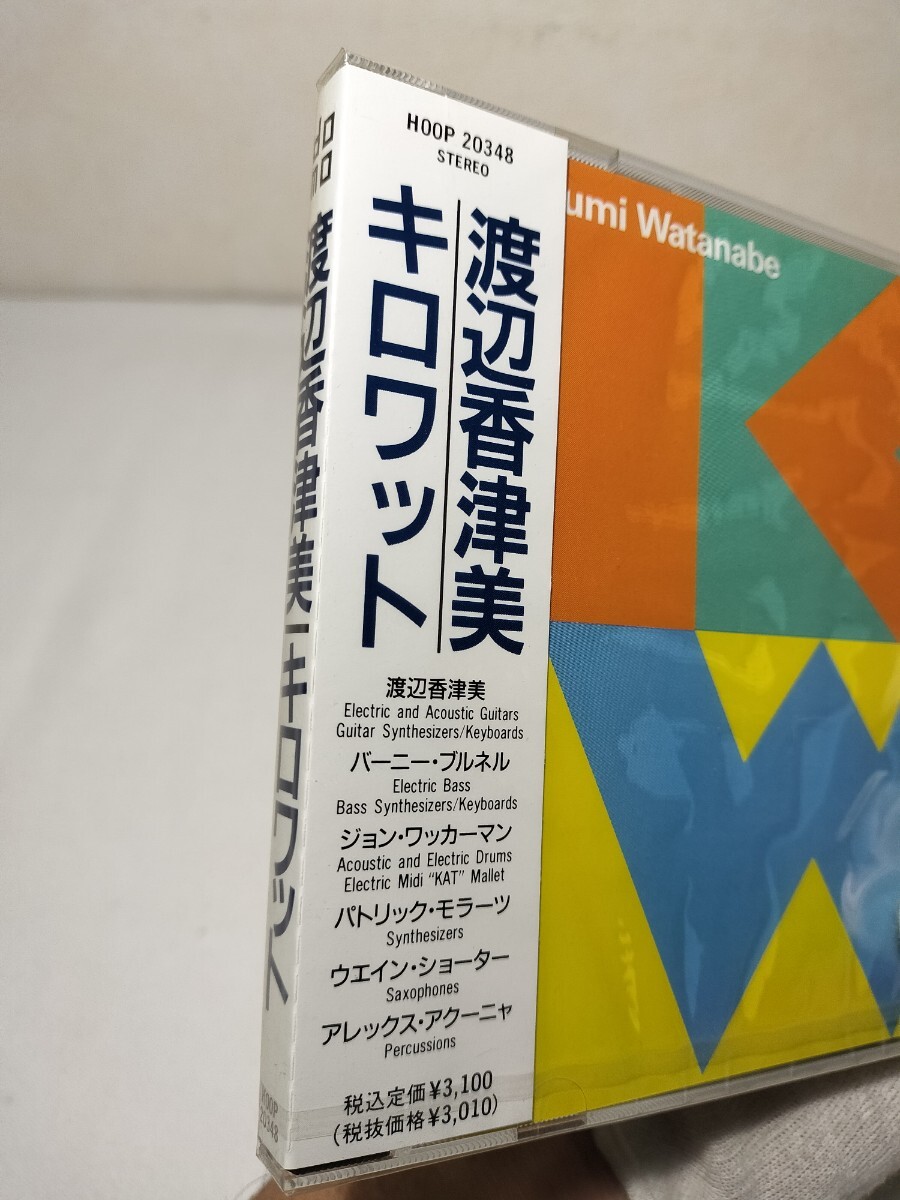 H00P 20348
STEREO
渡辺香津美
キロワット
渡辺香津美
Electric and Acoustic Guitars
Guitar Synthesizers/Keyboards
バーニー・ブルネル
Electric Bass
Bass Synthesizers/Keyboards
ジョン・ワッカーマン
Acoustic and Electric Drums
Electric Midi “KAT” Mallet
パトリック・モラーツ
Synthesizers
ウエイン・ショーター
Saxophones
アレックス・アクーニャ
Percussions
税込定価¥3,100
(税抜価格¥3,010)
渡辺香津美—キロワット
H00P
20348
umi Watanabe
KW